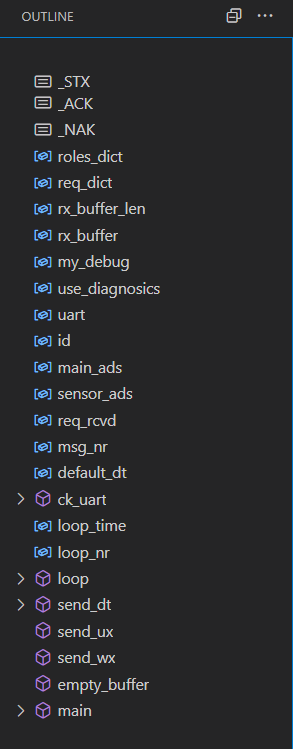 OUTLINE
_STX
_ACK
_NAK
roles_dict
req_dict
rx_buffer_len
rx_buffer
my_debug
use_diagnosics
uart
id
main_ads
sensor_ads
req_rcvd
msg_nr
default_dt
ck_uart
loop_time
loop_nr
loop
send_dt
send_ux
send_wx
empty_buffer
main